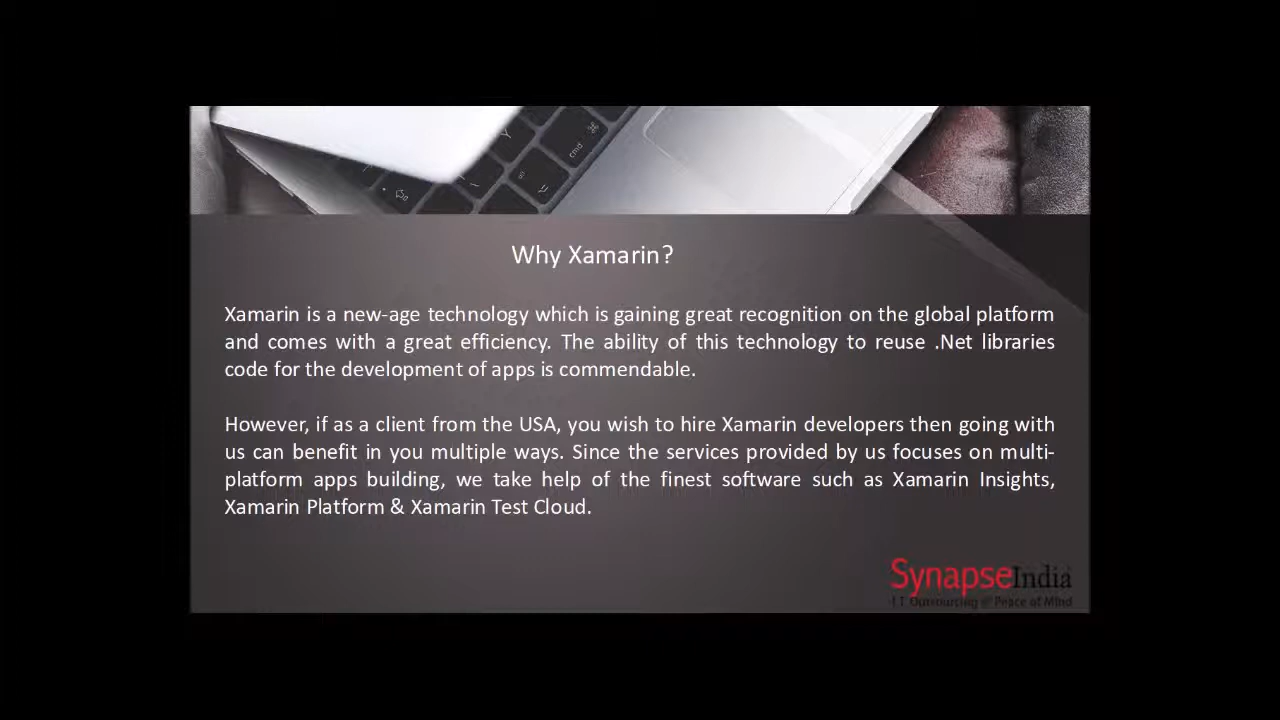 Why Xamarin?
Xamarin is a new-age technology which is gaining great recognition on the global platform
and comes with a great efficiency. The ability of this technology to reuse .Net libraries
code for the development of apps is commendable.
However, if as a client from the USA, you wish to hire Xamarin developers then going with
us can benefit in you multiple ways. Since the services provided by us focuses on multi-
platform apps building, we take help of the finest software such as Xamarin Insights,
Xamarin Platform & Xamarin Test Cloud.
SynapseIndia
I.T Outsourcing @ Peace of Mind
cmd